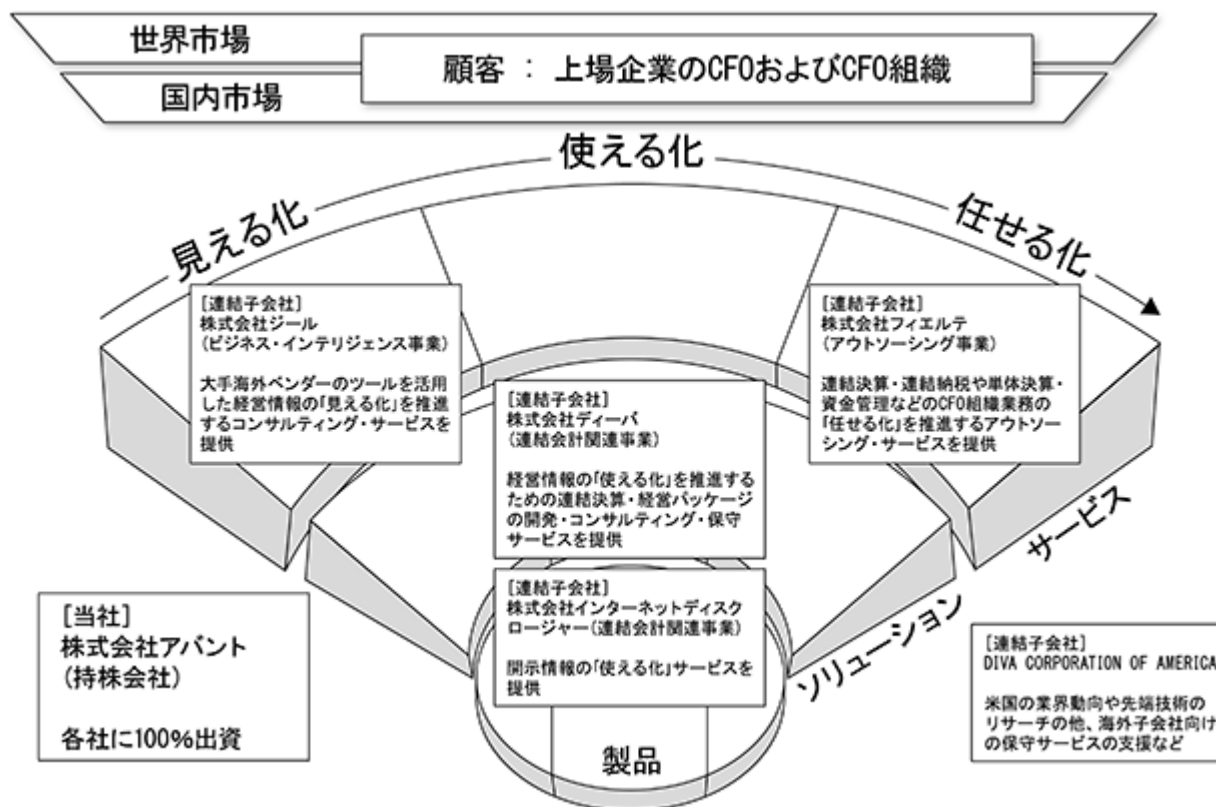 世界市場
顧客 : 上場企業のCFOおよびCFO組織
国内市場
見える化
使える化
任せる化
[連結子会社]
株式会社ジール
(ビジネス・インテリジェンス事業)
大手海外ベンダーのツールを活用
した経営情報の「見える化」を推進
するコンサルティング・サービスを
提供
[連結子会社]
株式会社ディーバ
(連結会計関連事業)
経営情報の「使える化」を推進する
ための連結決算・経営パッケージ
の開発・コンサルティング・保守
サービスを提供
[連結子会社]
株式会社フィエルテ
(アウトソーシング事業)
連結決算・連結納税や単体決算・
資金管理などのCFO組織業務の
「任せる化」を推進するアウトソー
シング・サービスを提供
[連結子会社]
株式会社インターネットディスク
ロージャー(連結会計関連事業)
開示情報の「使える化」サービスを
提供
サービス
ソリューション
製品
[当社]
株式会社アバント
(持株会社)
各社に100%出資
[連結子会社]
DIVA CORPORATION OF AMERICA
米国の業界動向や先端技術の
リサーチの他、海外子会社向け
の保守サービスの支援など